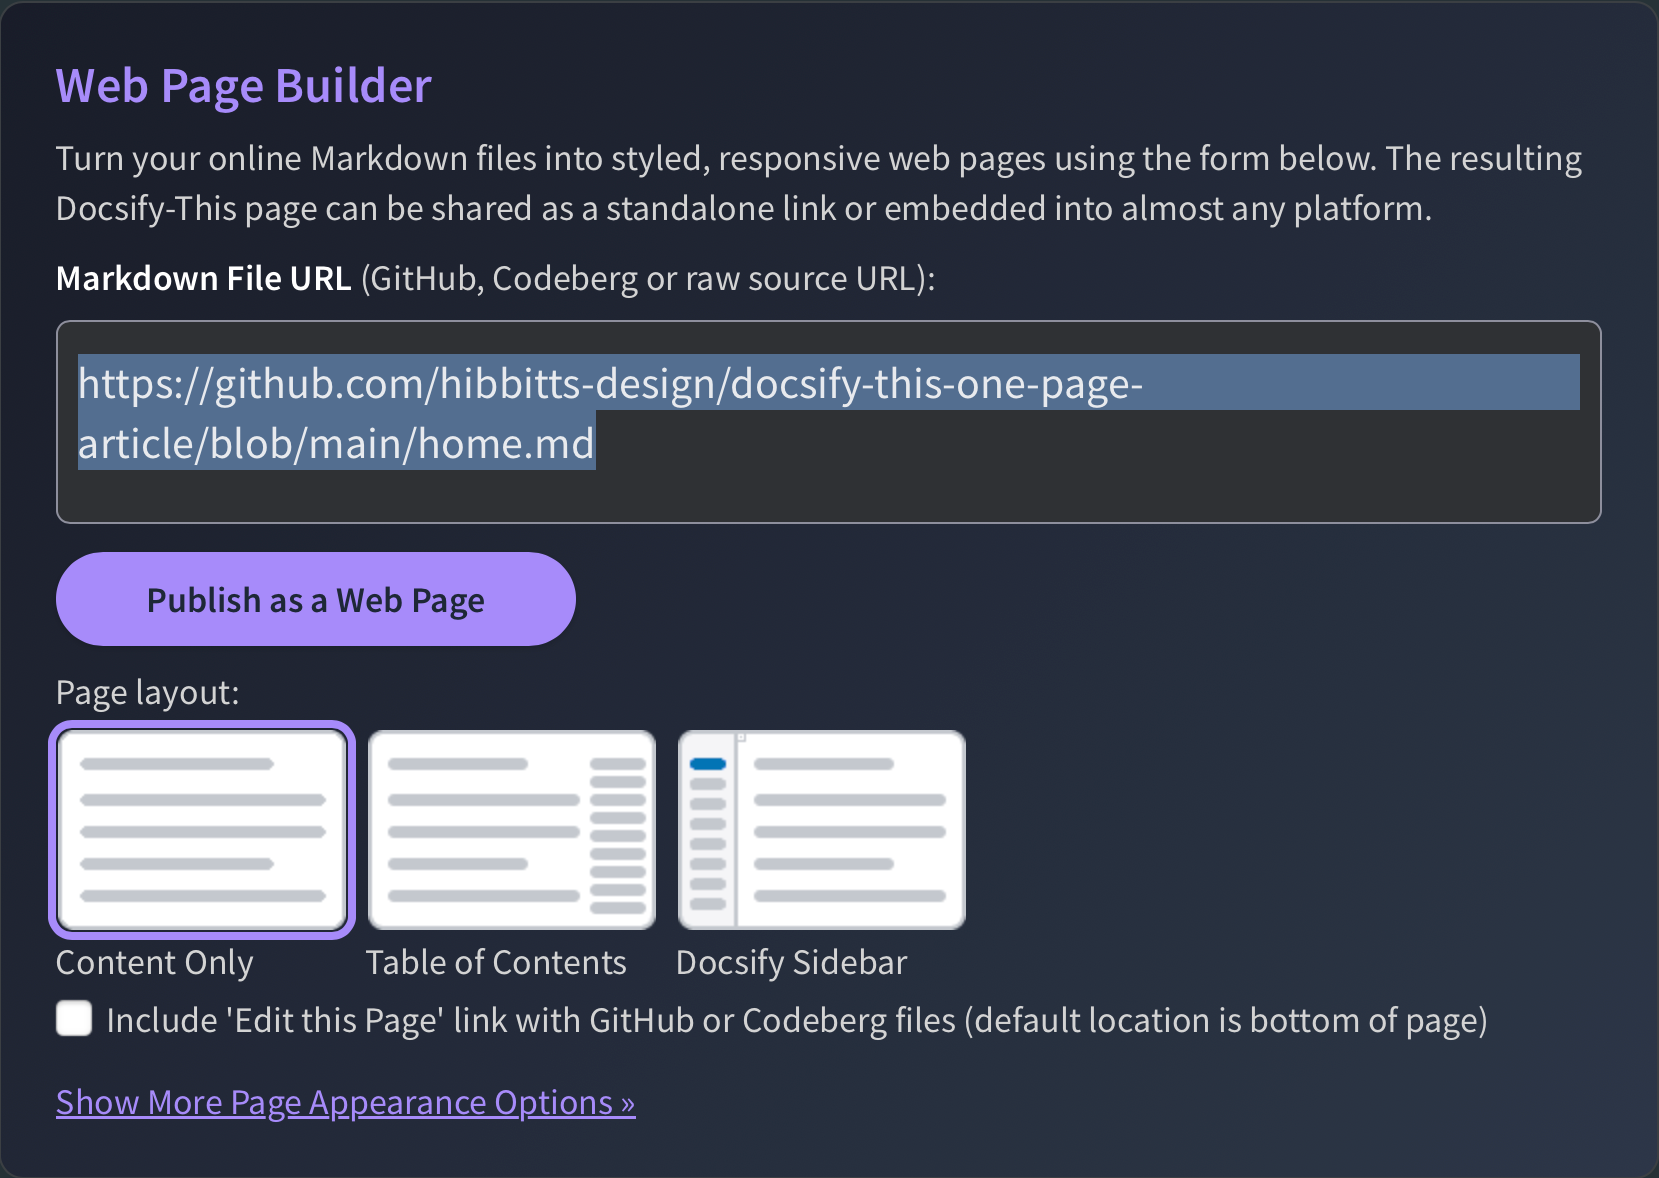 Web Page Builder
Turn your online Markdown files into styled, responsive web pages using the form below. The resulting
Docsify-This page can be shared as a standalone link or embedded into almost any platform.
Markdown File URL (GitHub, Codeberg or raw source URL):
https://github.com/hibbitts-design/docsify-this-one-page-
article/blob/main/home.md
Publish as a Web Page
Page layout:
Content Only
Table of Contents
Docsify Sidebar
Include 'Edit this Page' link with GitHub or Codeberg files (default location is bottom of page)
Show More Page Appearance Options »